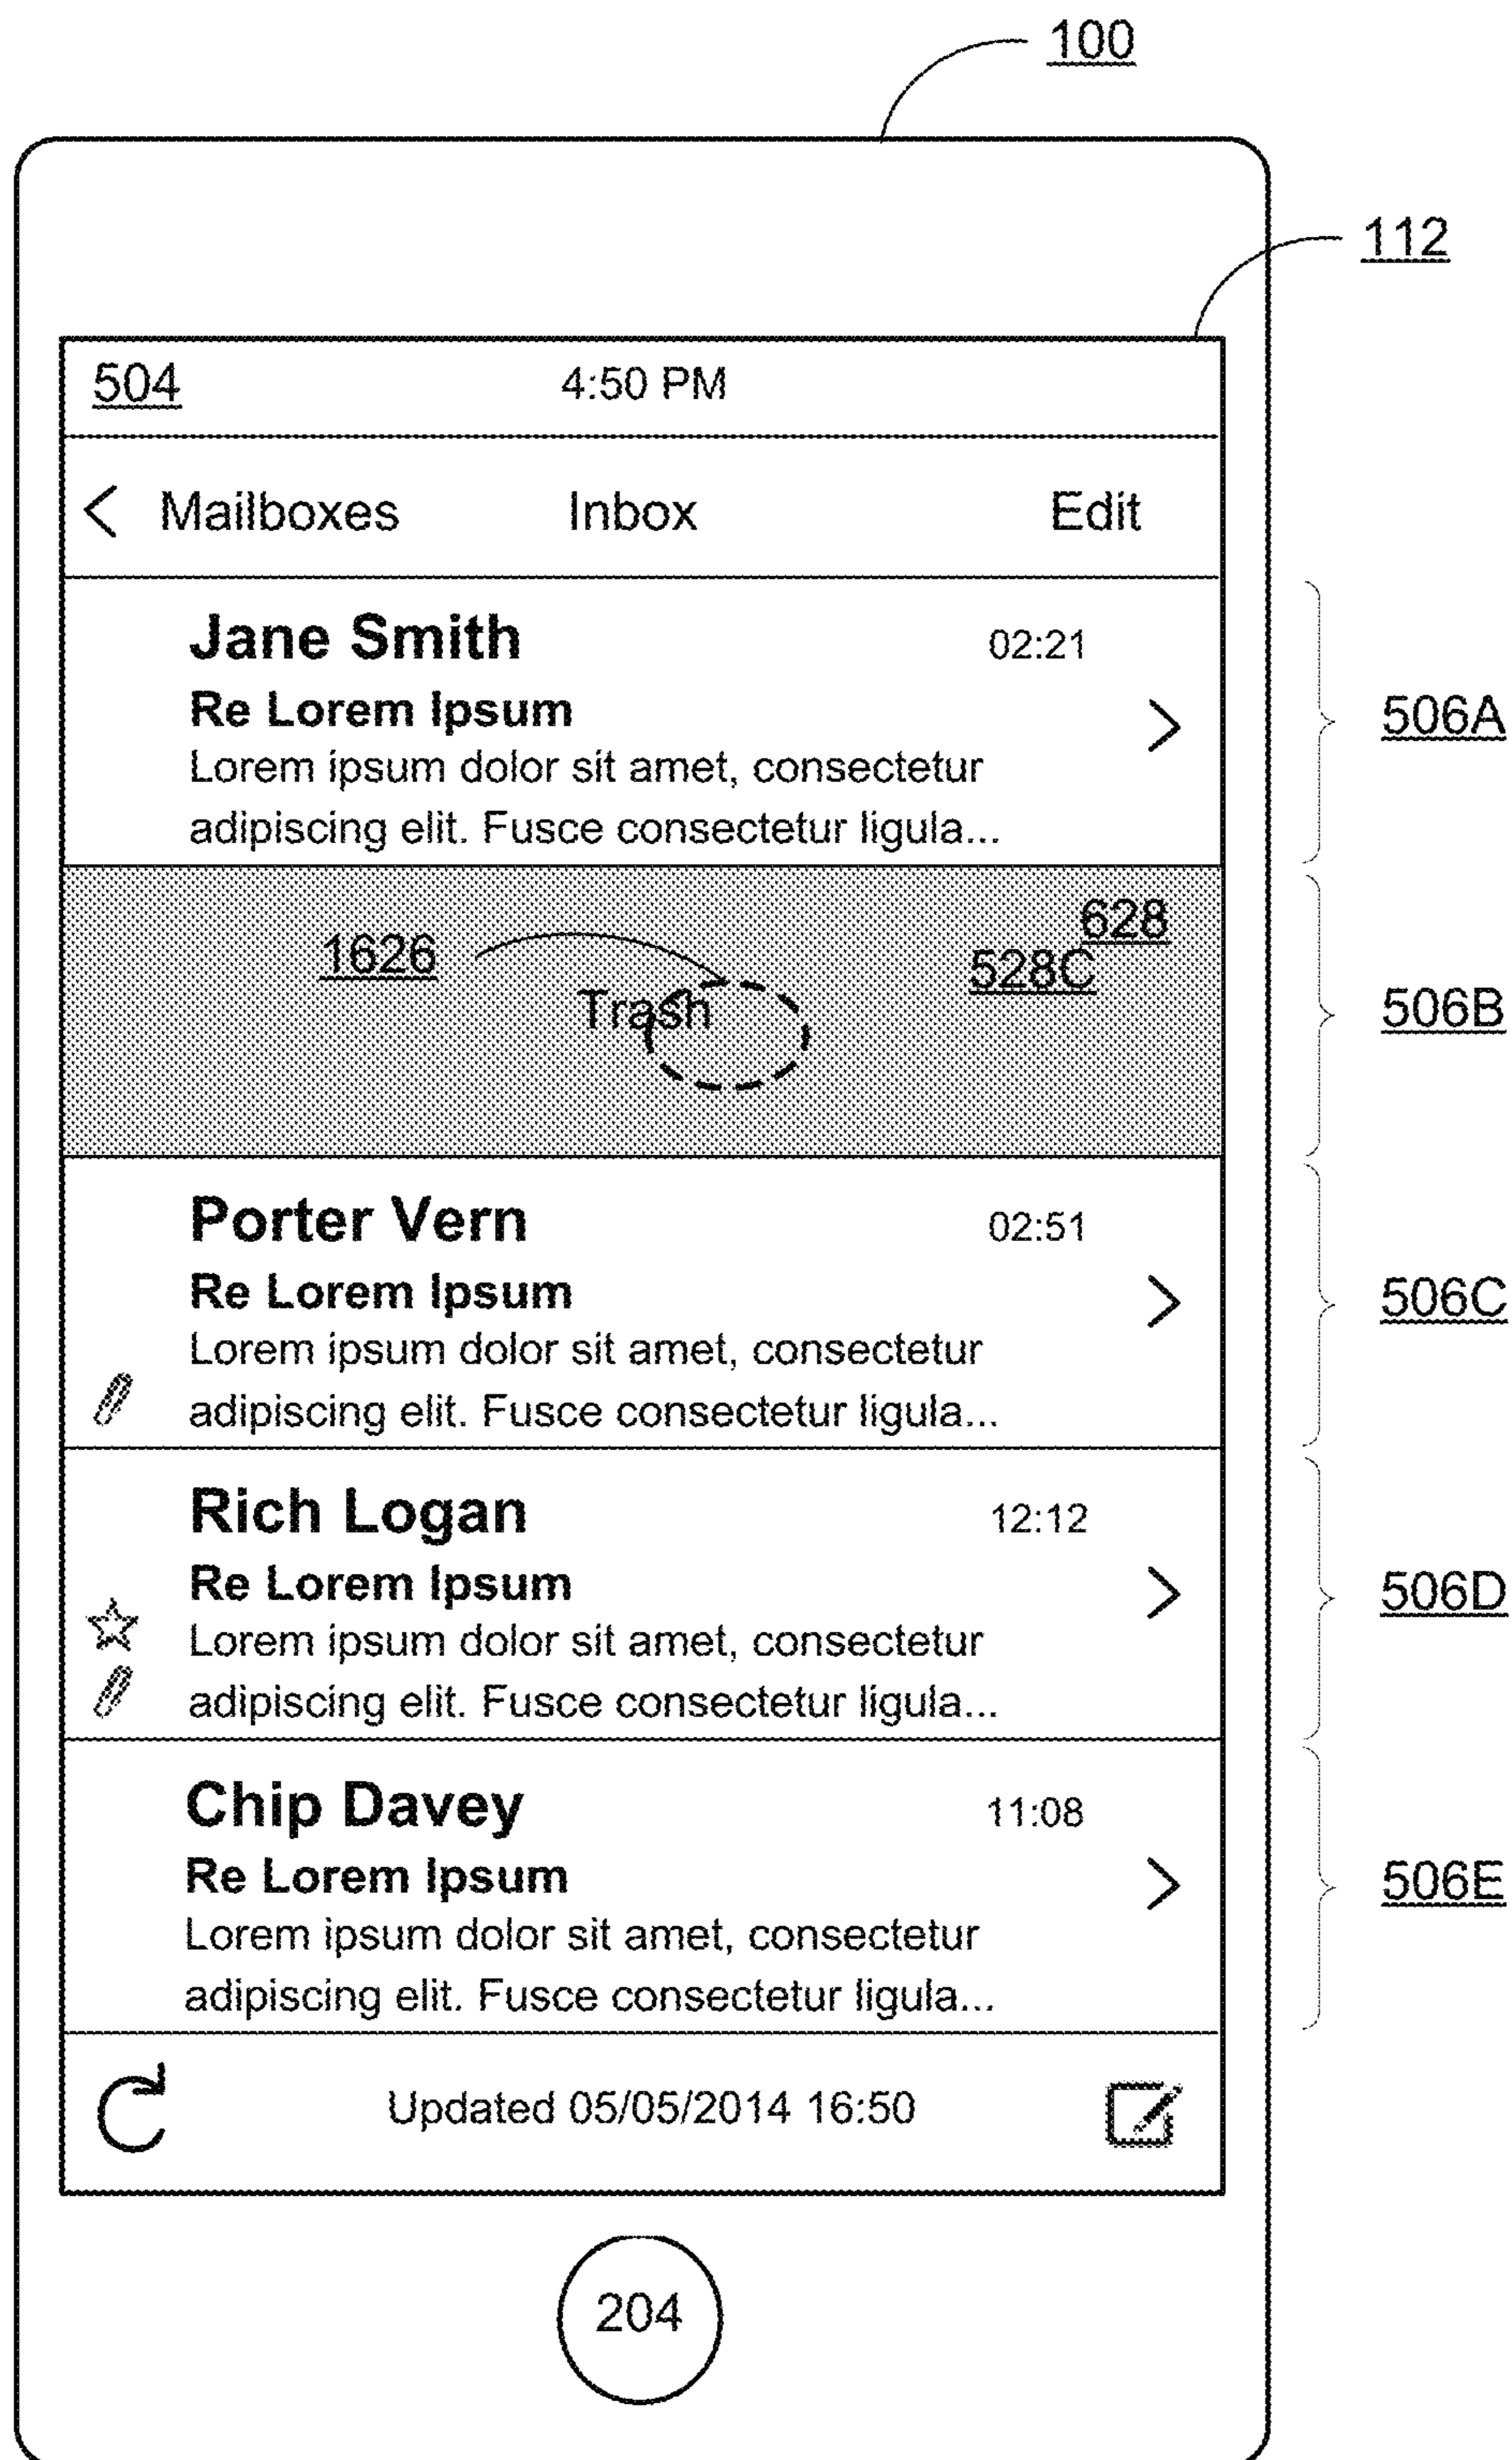 100
112
504 4:50 PM
< Mailboxes Inbox Edit
Jane Smith 02:21
Re Lorem Ipsum
Lorem ipsum dolor sit amet, consectetur
adipiscing elit. Fusce consectetur ligula...
506A
628
1626 528C
Trash
506B
Porter Vern 02:51
Re Lorem Ipsum
Lorem ipsum dolor sit amet, consectetur
adipiscing elit. Fusce consectetur ligula...
506C
Rich Logan 12:12
Re Lorem Ipsum
Lorem ipsum dolor sit amet, consectetur
adipiscing elit. Fusce consectetur ligula...
506D
Chip Davey 11:08
Re Lorem Ipsum
Lorem ipsum dolor sit amet, consectetur
adipiscing elit. Fusce consectetur ligula...
506E
Updated 05/05/2014 16:50
204